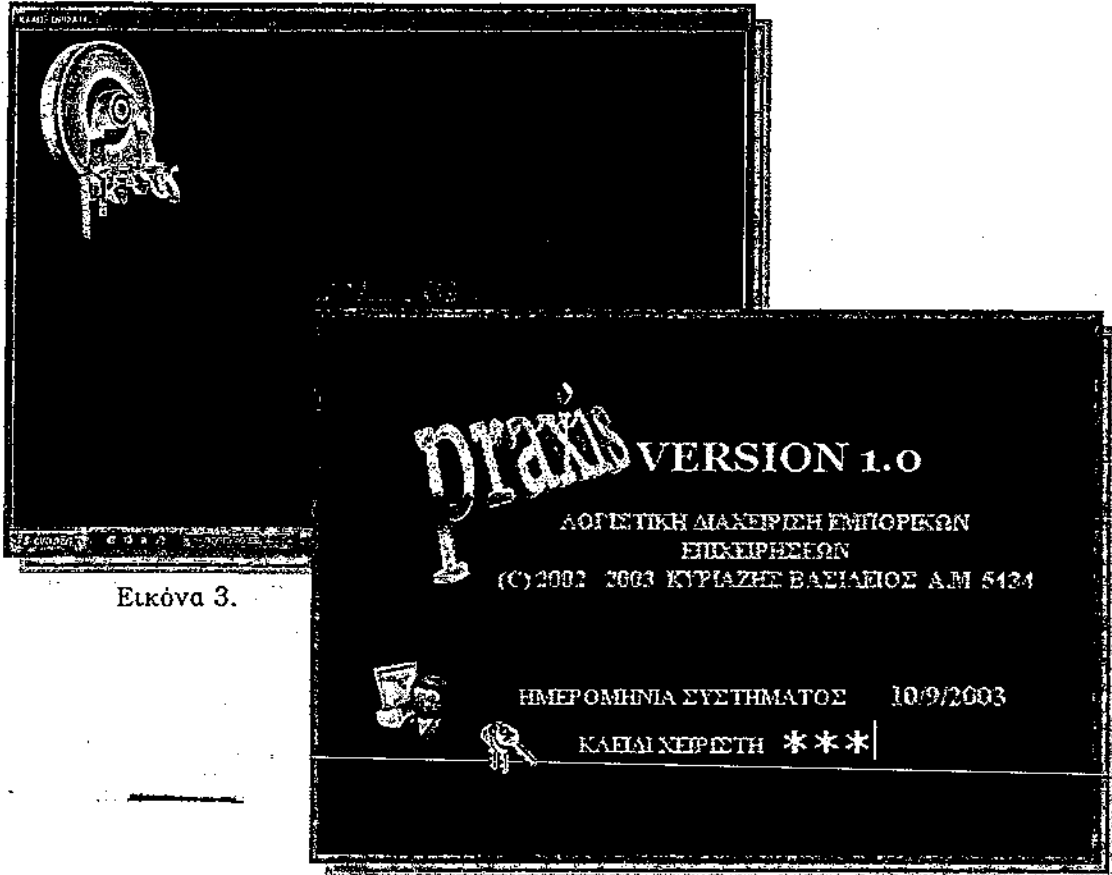 praxis VERSION 1.0
ΛΟΓΙΣΤΙΚΗ ΔΙΑΧΕΙΡΙΣΗ ΕΜΠΟΡΙΚΩΝ
ΕΠΙΧΕΙΡΗΣΕΩΝ
(C) 2002 2003 ΚΥΡΙΑΖΗΣ ΒΑΣΙΛΕΙΟΣ Α.Μ 5434
Εικόνα 3.
ΗΜΕΡΟΜΗΝΙΑ ΣΥΣΤΗΜΑΤΟΣ 10/9/2003
ΚΛΕΙΔΙ ΧΕΙΡΙΣΤΗ ***